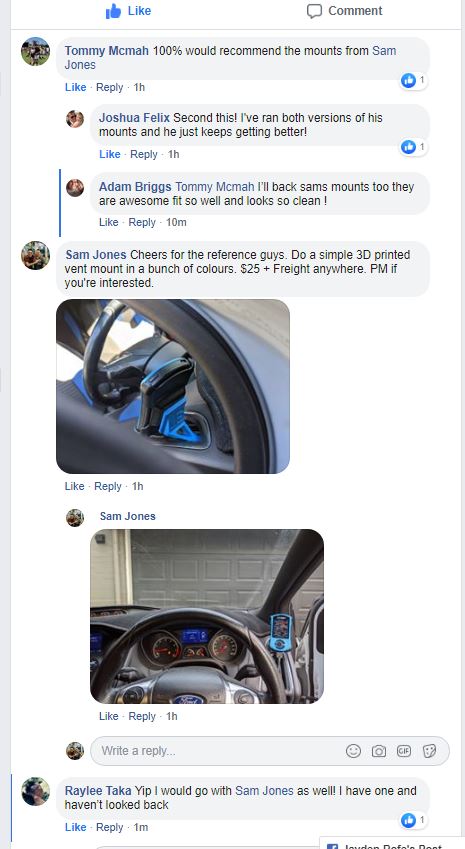 Like Comment
Tommy Mcmah 100% would recommend the mounts from Sam
Jones
Like · Reply · 1h
1
Joshua Felix Second this! I've ran both versions of his
mounts and he just keeps getting better!
Like · Reply · 1h
1
Adam Briggs Tommy Mcmah I'll back sams mounts too they
are awesome fit so well and looks so clean !
Like · Reply · 10m
Sam Jones Cheers for the reference guys. Do a simple 3D printed
vent mount in a bunch of colours. $25 + Freight anywhere. PM if
you're interested.
Like · Reply · 1h
Sam Jones
Ford
Like · Reply · 1h
Write a reply...
GIF
Raylee Taka Yip I would go with Sam Jones as well! I have one and
haven't looked back
1
Like · Reply · 1m